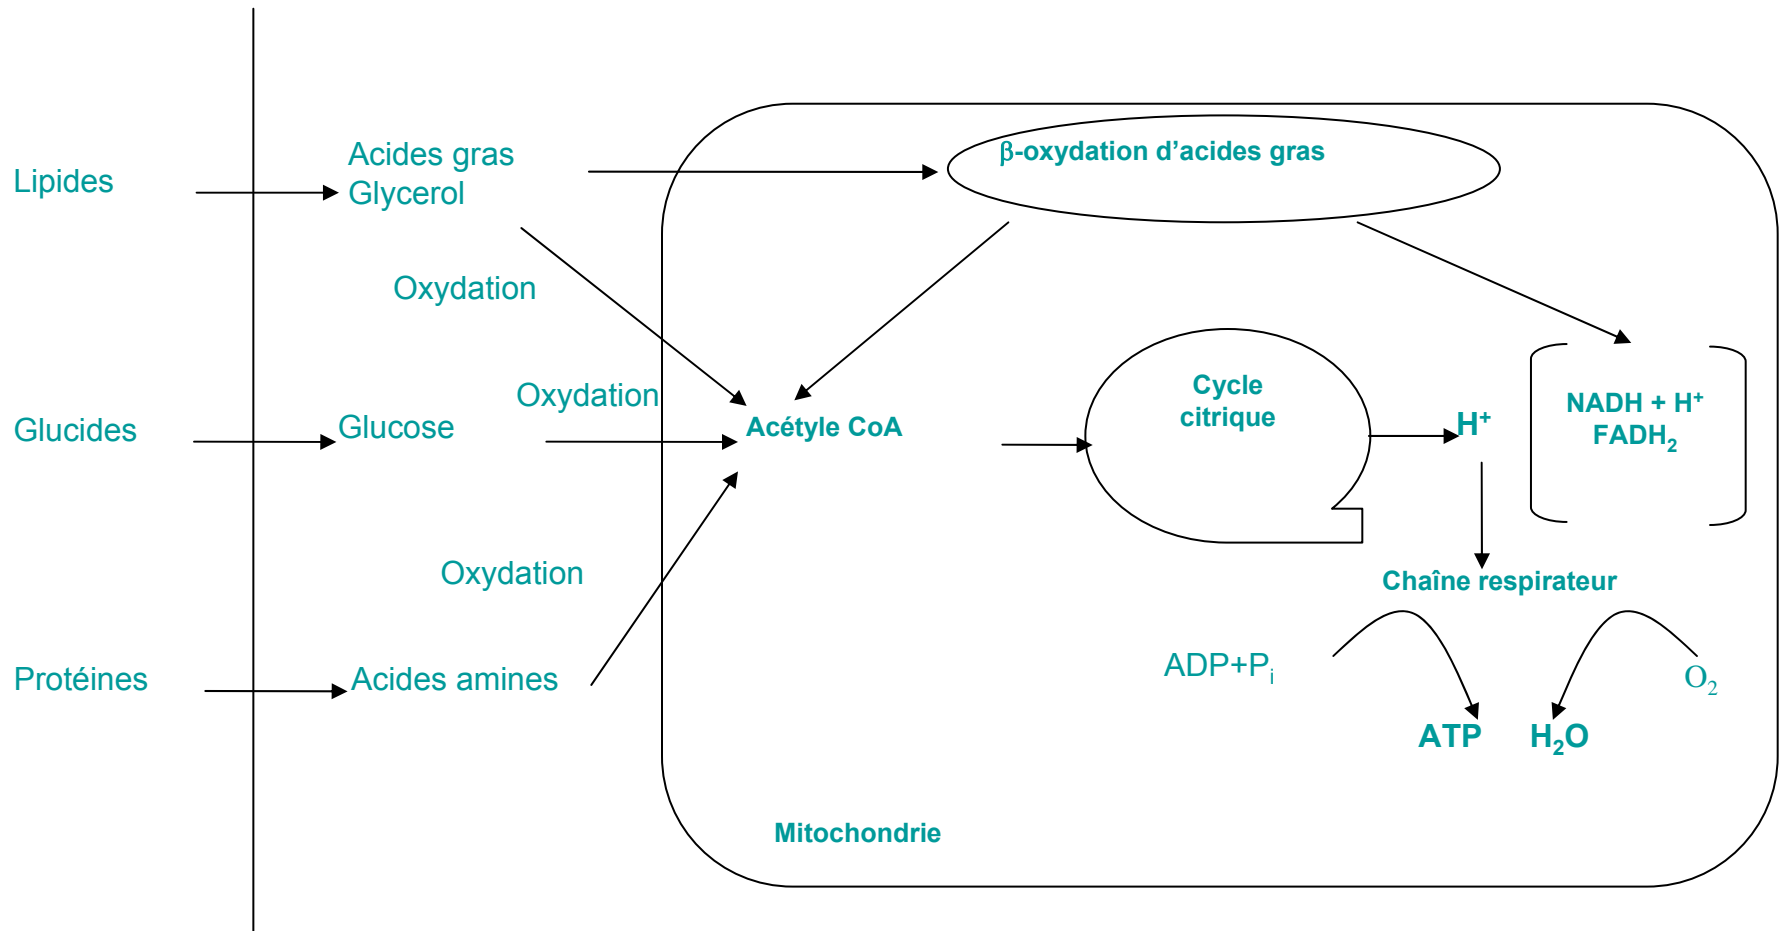 β-oxydation d'acides gras
Acides gras
Lipides
Glycerol
Oxydation
Oxydation
Cycle
citrique
NADH + H⁺
FADH₂
Glucides
Glucose
Acétyle CoA
H⁺
Oxydation
Chaîne respirateur
Protéines
Acides amines
ADP+Pᵢ
O₂
ATP
H₂O
Mitochondrie